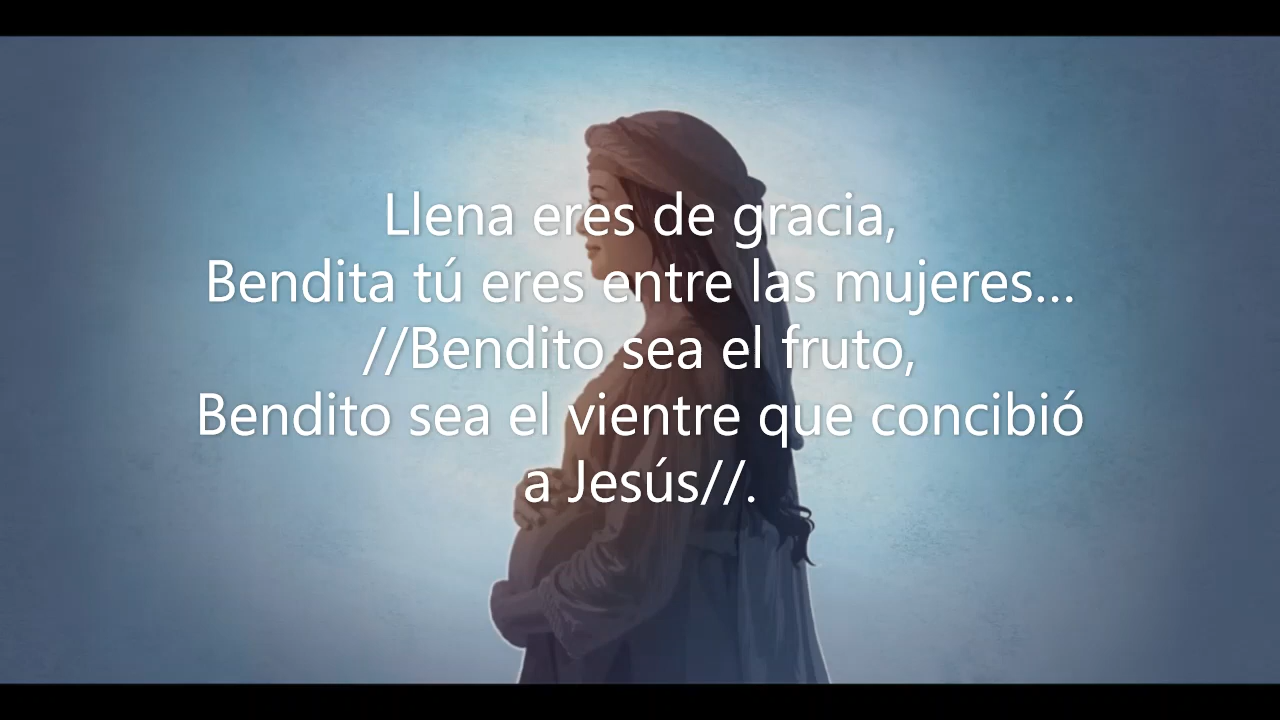 Llena eres de gracia,
Bendita tú eres entre las mujeres...
//Bendito sea el fruto,
Bendito sea el vientre que concibió
a Jesús//.